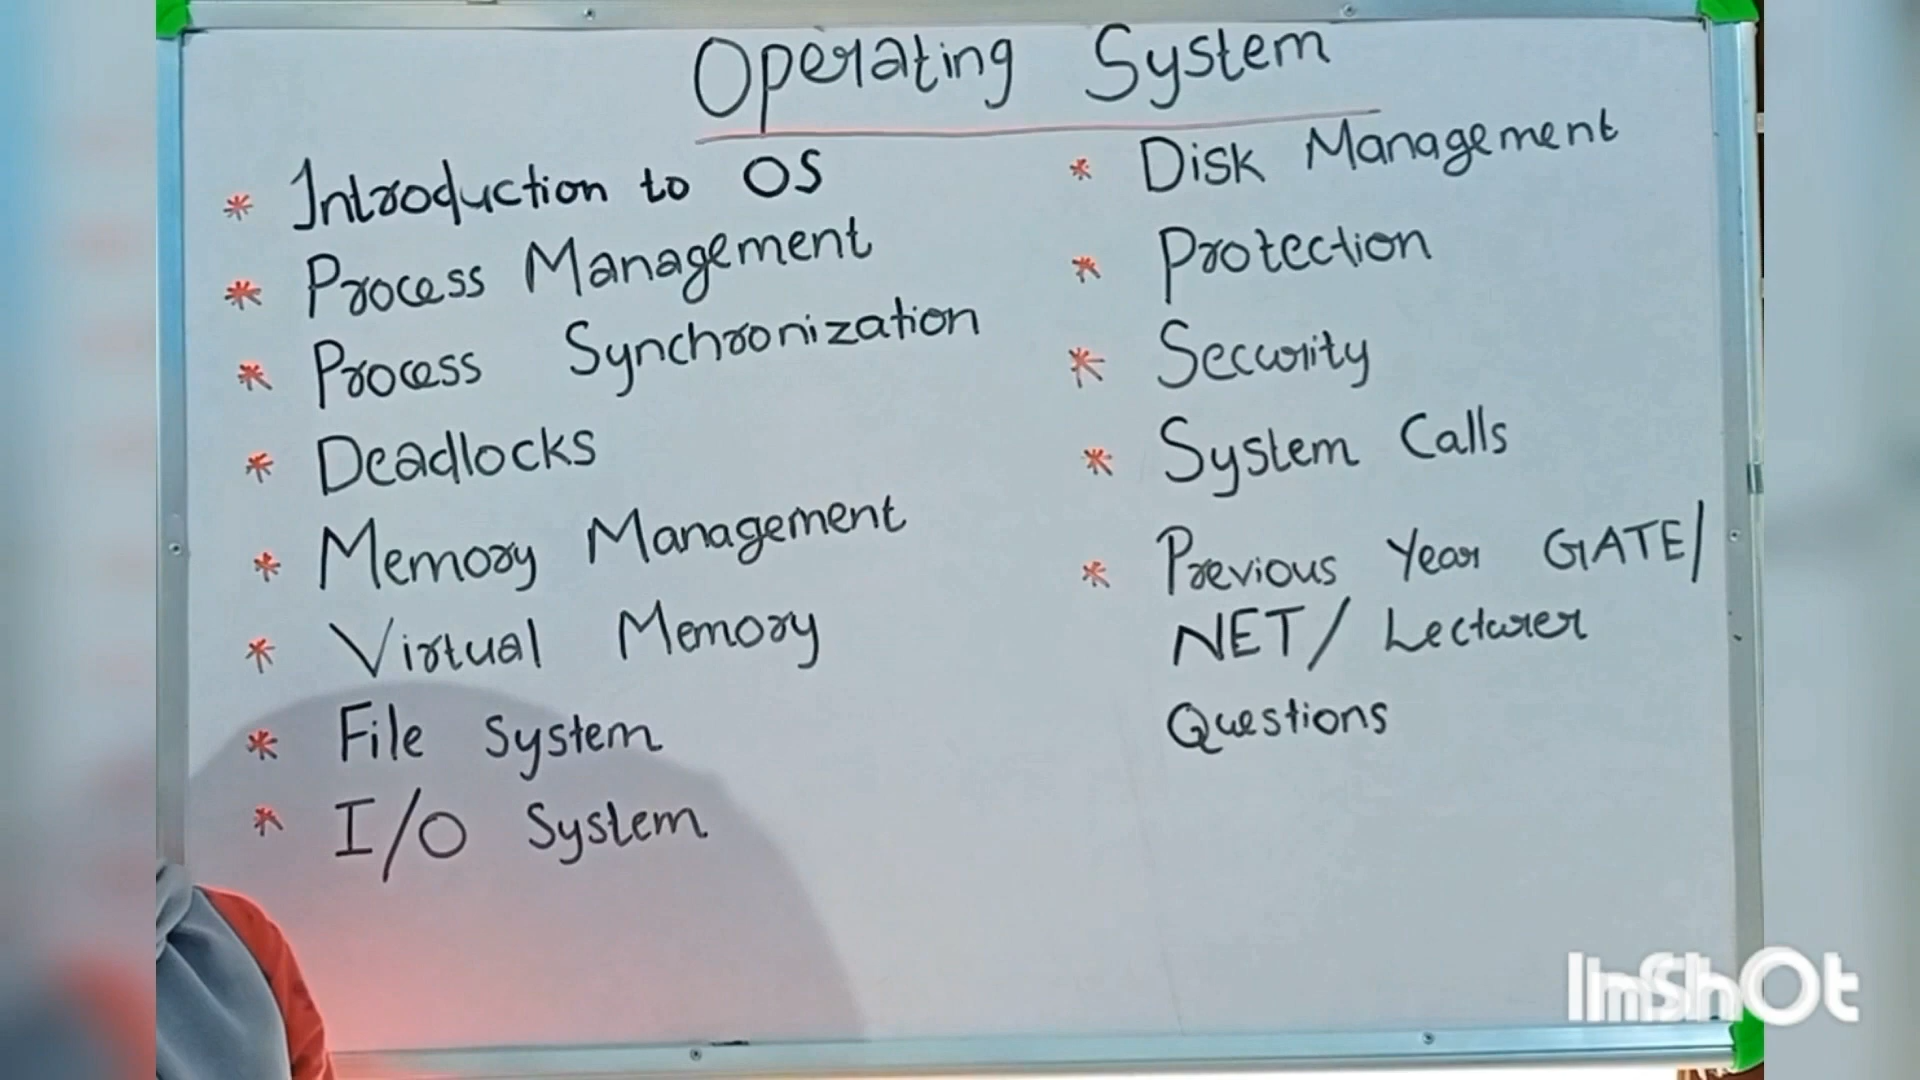 Operating System
* Introduction to OS
* Process Management
* Process Synchronization
* Deadlocks
* Memory Management
* Virtual Memory
* File System
* I/O System
* Disk Management
* Protection
* Security
* System Calls
* Previous Year GATE/
NET/ Lecturer
Questions
InShOt